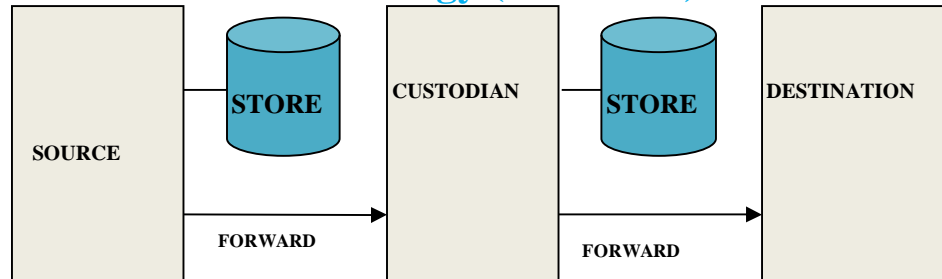 STORE
STORE
CUSTODIAN
DESTINATION
SOURCE
FORWARD
FORWARD